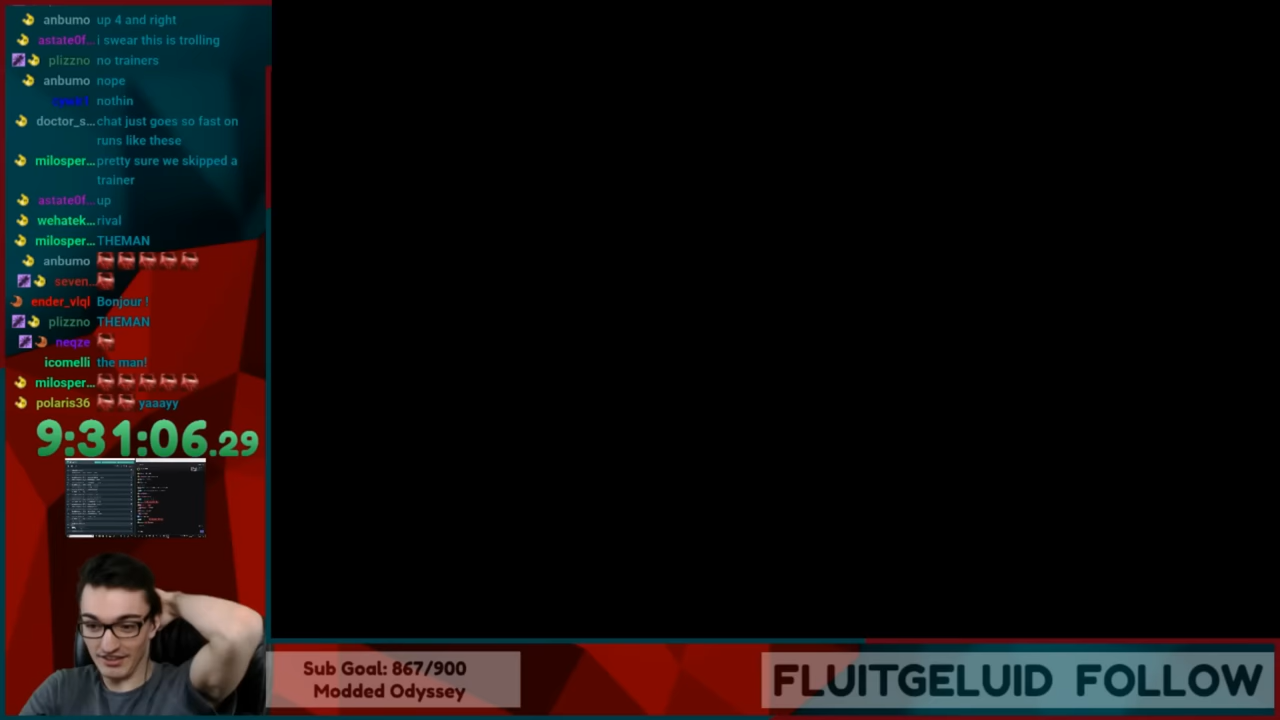 anbumo up 4 and right
astate0f... i swear this is trolling
plizzno no trainers
anbumo nope
nothin
doctor_s... chat just goes so fast on
runs like these
milosper... pretty sure we skipped a
trainer
astate0f... up
wehatek... rival
milosper... THEMAN
anbumo
seven...
ender_vlql Bonjour !
plizzno THEMAN
neqze
icomelli the man!
milosper...
polaris36 yaaayy
9:31:06.29
Sub Goal: 867/900
Modded Odyssey
FLUITGELUID FOLLOW